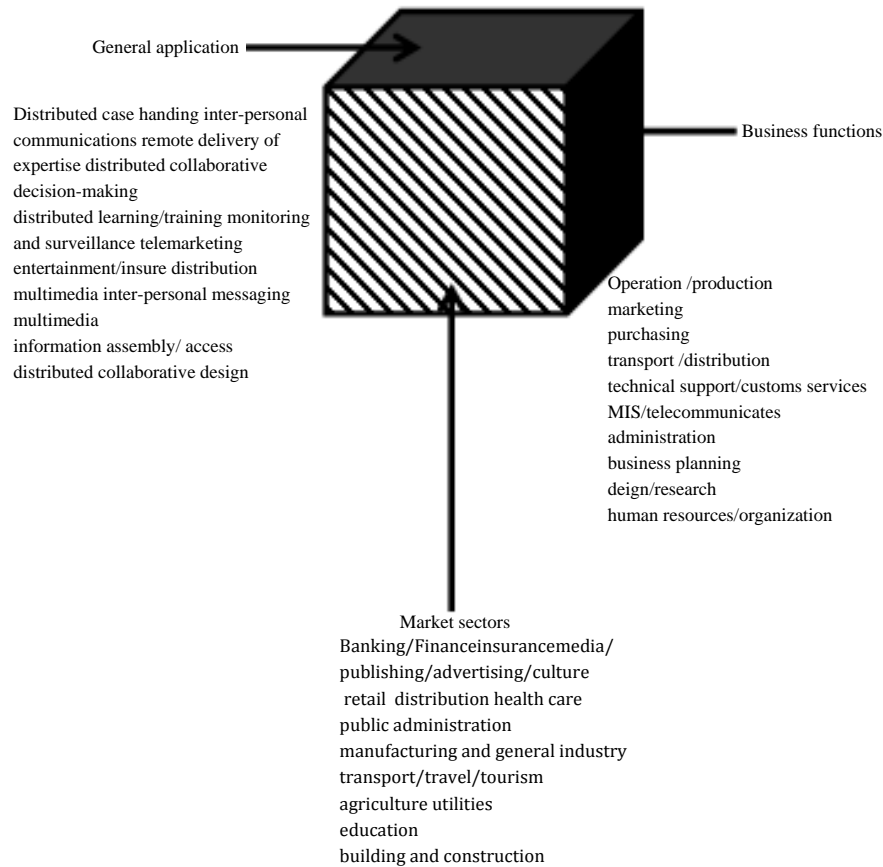 General application
Distributed case handing inter-personal
communications remote delivery of
expertise distributed collaborative
decision-making
distributed learning/training monitoring
and surveillance telemarketing
entertainment/insure distribution
multimedia inter-personal messaging
multimedia
information assembly/ access
distributed collaborative design
Business functions
Operation /production
marketing
purchasing
transport /distribution
technical support/customs services
MIS/telecommunicates
administration
business planning
deign/research
human resources/organization
Market sectors
Banking/Financeinsurancemedia/
publishing/advertising/culture
retail distribution health care
public administration
manufacturing and general industry
transport/travel/tourism
agriculture utilities
education
building and construction